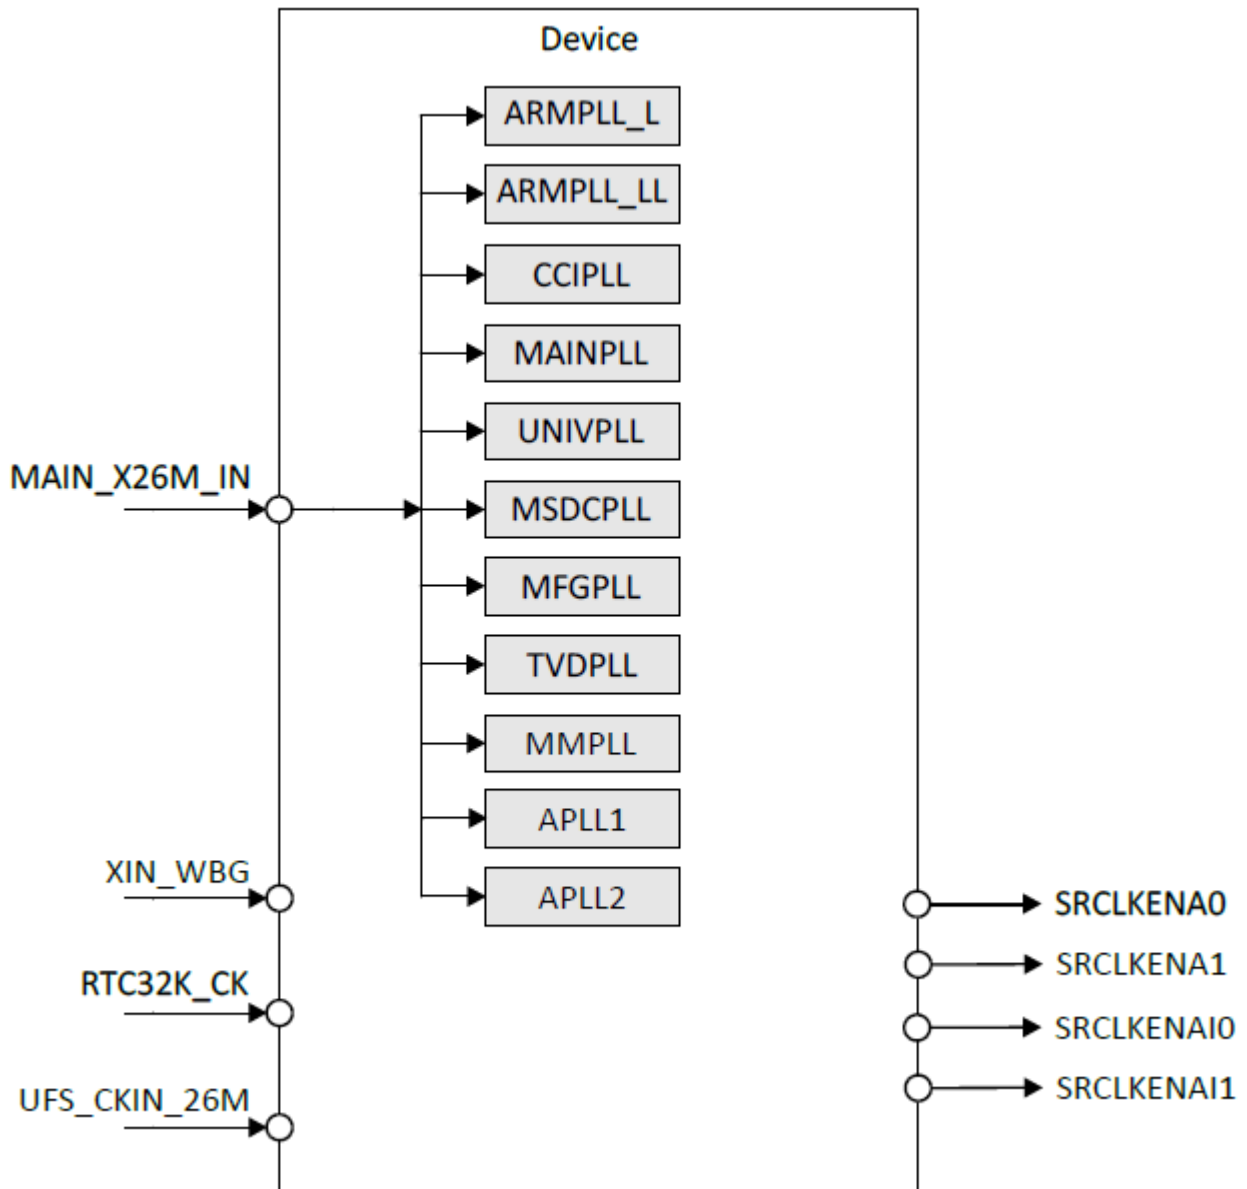 Device
ARMPLL_L
ARMPLL_LL
CCIPLL
MAINPLL
UNIVPLL
MAIN_X26M_IN
MSDCPLL
MFGPLL
TVDPLL
MMPLL
APLL1
XIN_WBG
APLL2
SRCLKENA0
SRCLKENA1
RTC32K_CK
SRCLKENAI0
SRCLKENAI1
UFS_CKIN_26M